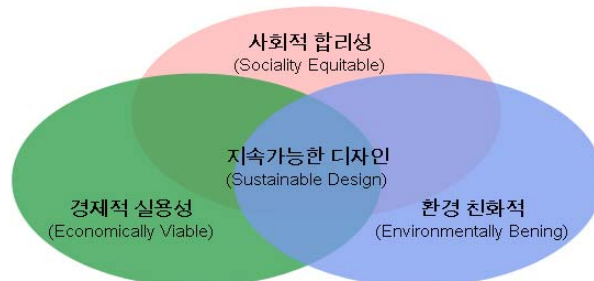 사회적 합리성
(Sociality Equitable)
지속가능한 디자인
(Sustainable Design)
경제적 실용성
(Economically Viable)
환경 친화적
(Environmentally Bening)